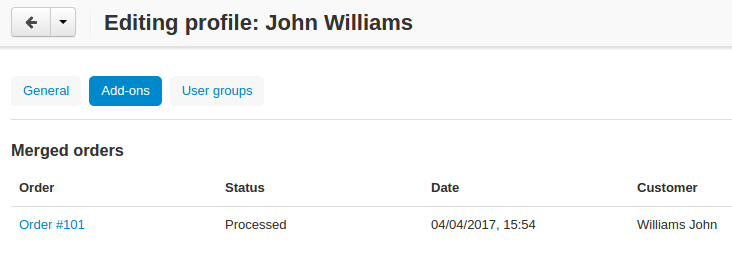 Editing profile: John Williams
General Add-ons User groups
Merged orders
Order Status Date Customer
Order #101 Processed 04/04/2017, 15:54 Williams John